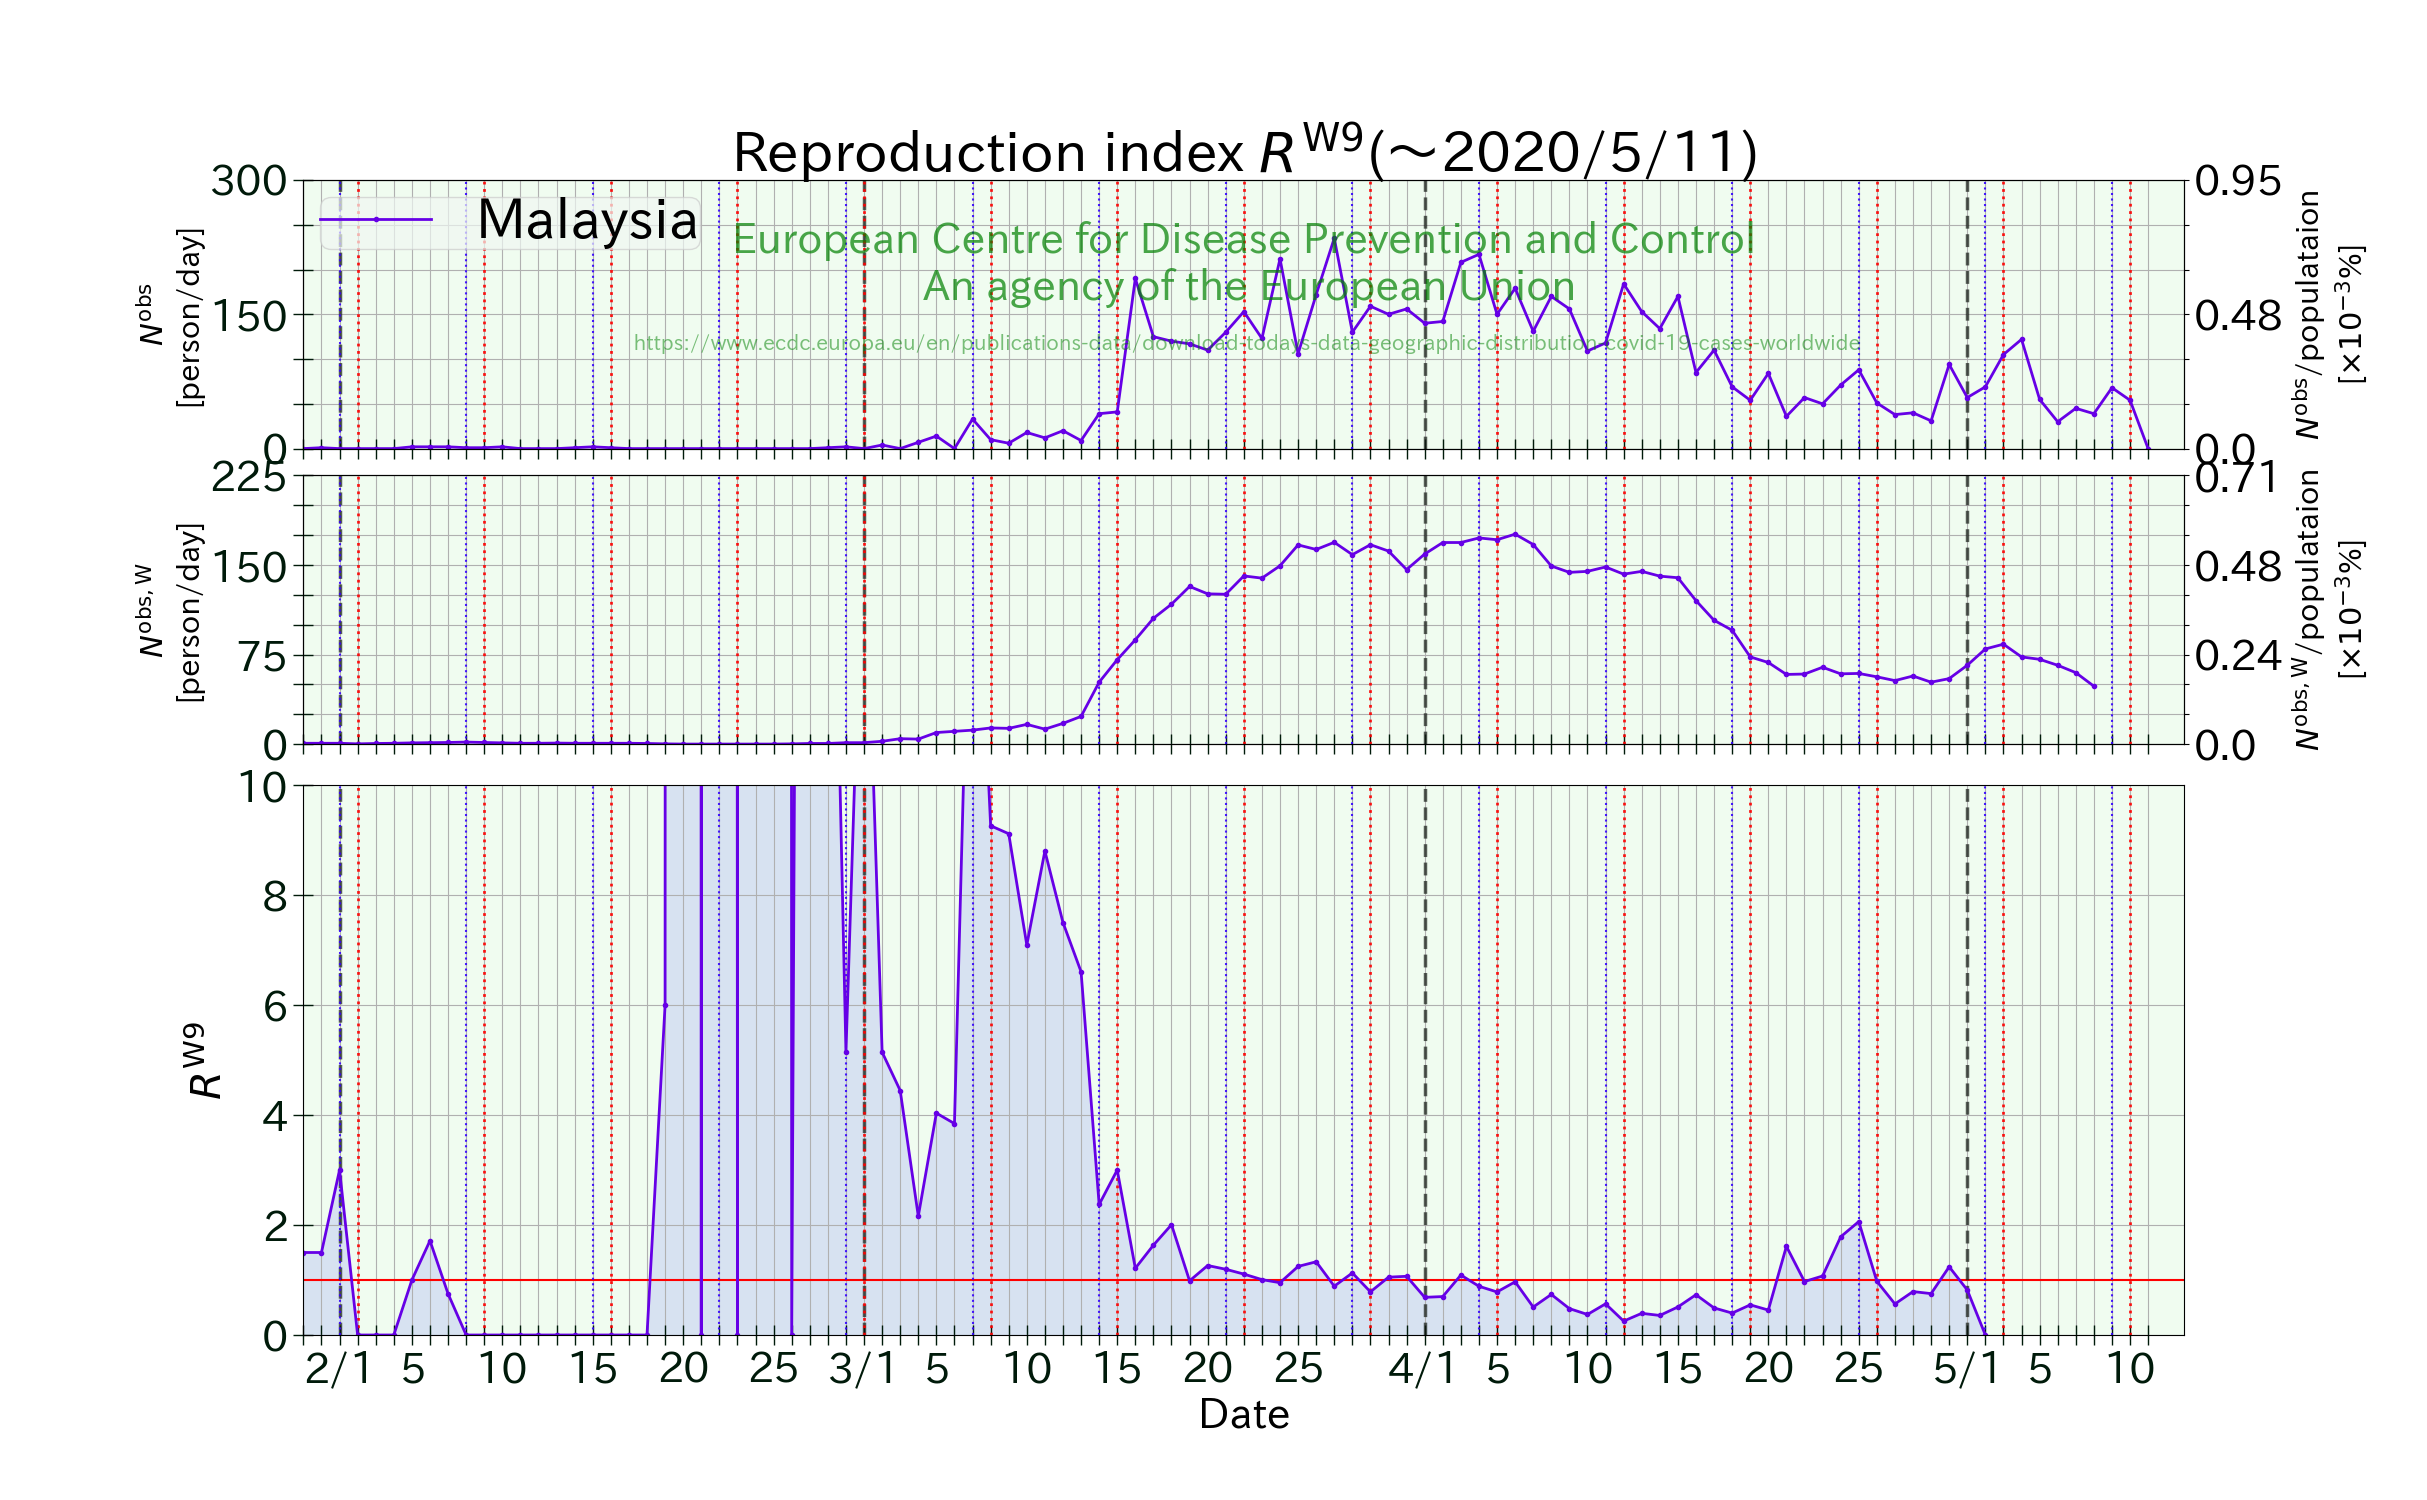 Reproduction index R^W9(～2020/5/11)
Malaysia
European Centre for Disease Prevention and Control
An agency of the European Union
https://www.ecdc.europa.eu/en/publications-data/download-todays-data-geographic-distribution-covid-19-cases-worldwide
N^obs
[person/day]
300
150
0
0.95
0.48
0.0
N^obs/populataion
[×10^−3%]
N^obs,W
[person/day]
225
150
75
0
0.71
0.48
0.24
0.0
N^obs,W/populataion
[×10^−3%]
R^W9
10
8
6
4
2
0
2/1 5 10 15 20 25 3/1 5 10 15 20 25 4/1 5 10 15 20 25 5/1 5 10
Date